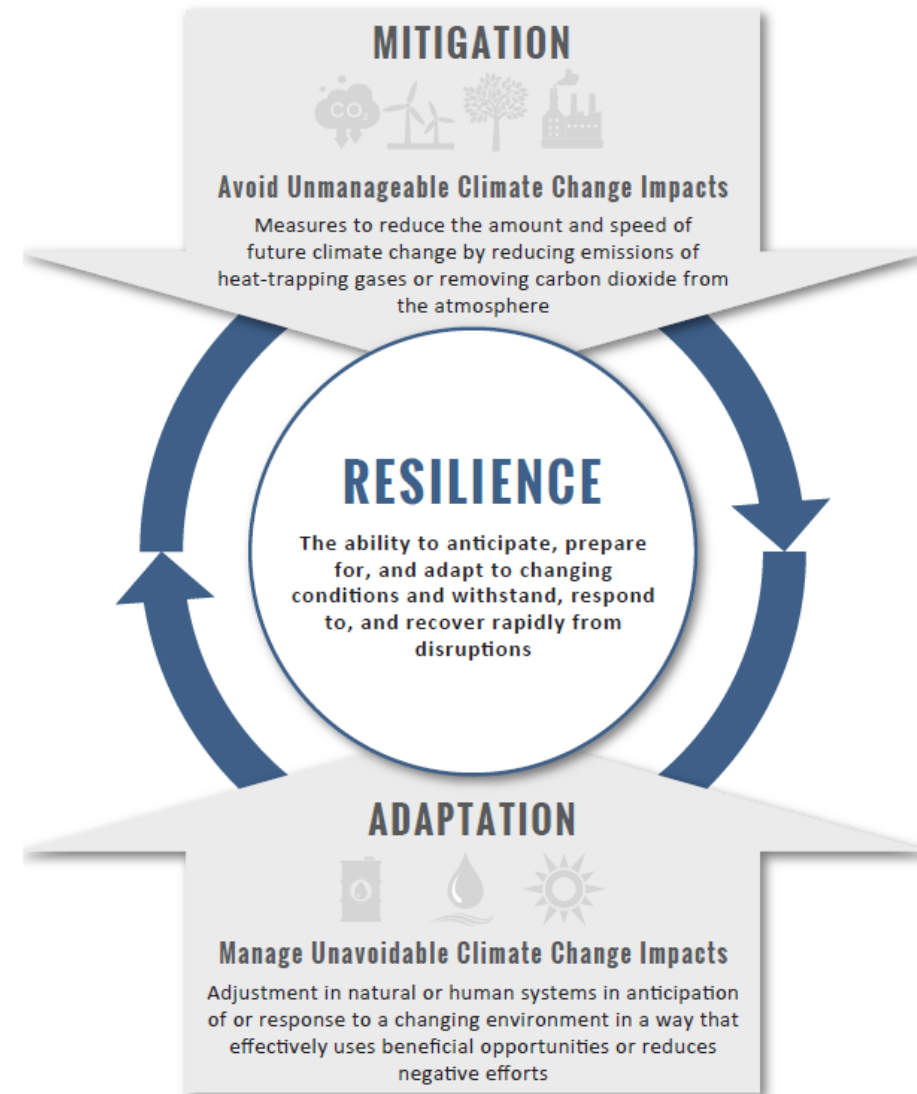 MITIGATION
CO₂
Avoid Unmanageable Climate Change Impacts
Measures to reduce the amount and speed of
future climate change by reducing emissions of
heat-trapping gases or removing carbon dioxide from
the atmosphere
RESILIENCE
The ability to anticipate, prepare
for, and adapt to changing
conditions and withstand, respond
to, and recover rapidly from
disruptions
ADAPTATION
Manage Unavoidable Climate Change Impacts
Adjustment in natural or human systems in anticipation
of or response to a changing environment in a way that
effectively uses beneficial opportunities or reduces
negative efforts